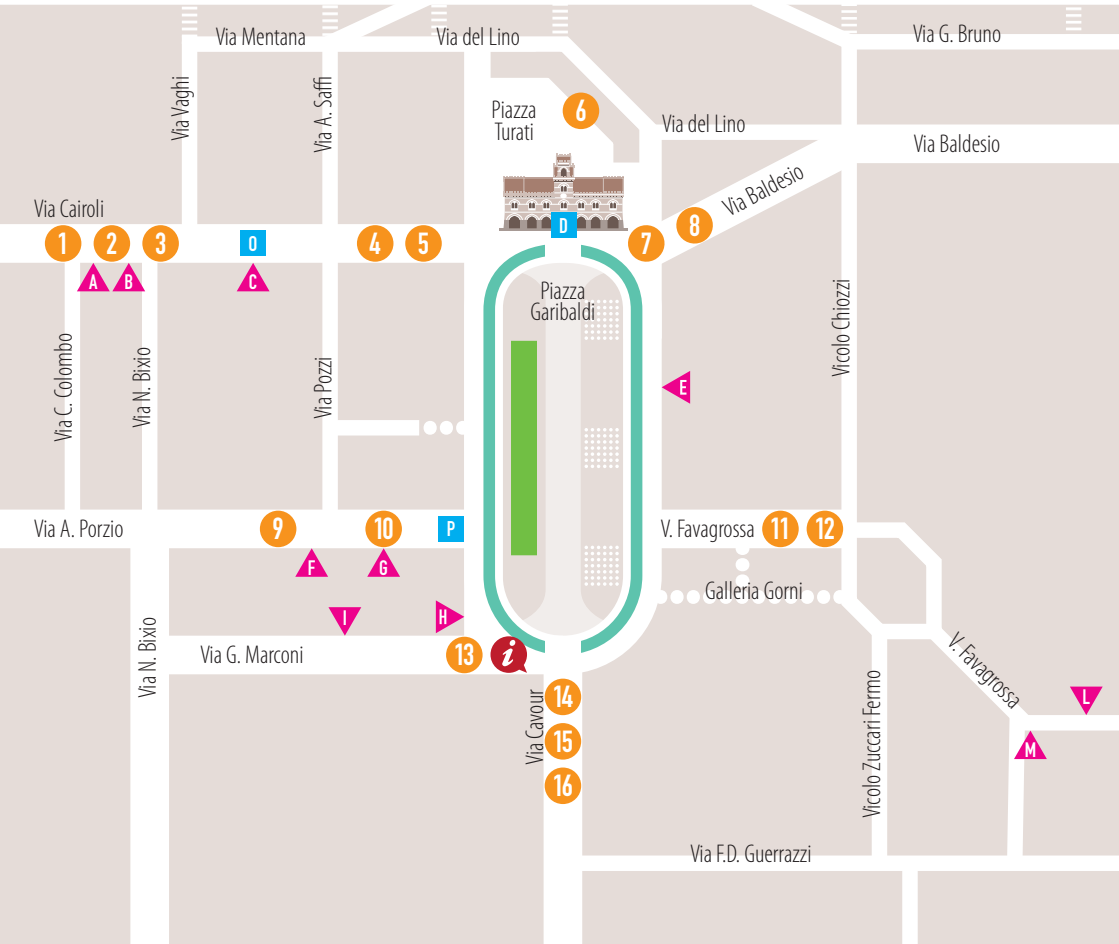 Via Mentana
Via del Lino
Via G. Bruno
Via Vaghi
Via A. Saffi
Piazza
Turati
6
Via del Lino
Via Baldesio
Via Baldesio
Via Cairoli
1
2
3
O
4
5
D
7
8
A
B
C
Piazza
Garibaldi
Via C. Colombo
Via N. Bixio
Via Pozzi
E
Vicolo Chiozzi
Via A. Porzio
9
10
P
V. Favagrossa
11
12
F
G
Galleria Gorni
I
H
Via N. Bixio
Via G. Marconi
13
i
V. Favagrossa
Via Cavour
14
15
16
Vicolo Zuccari Fermo
L
M
Via F.D. Guerrazzi